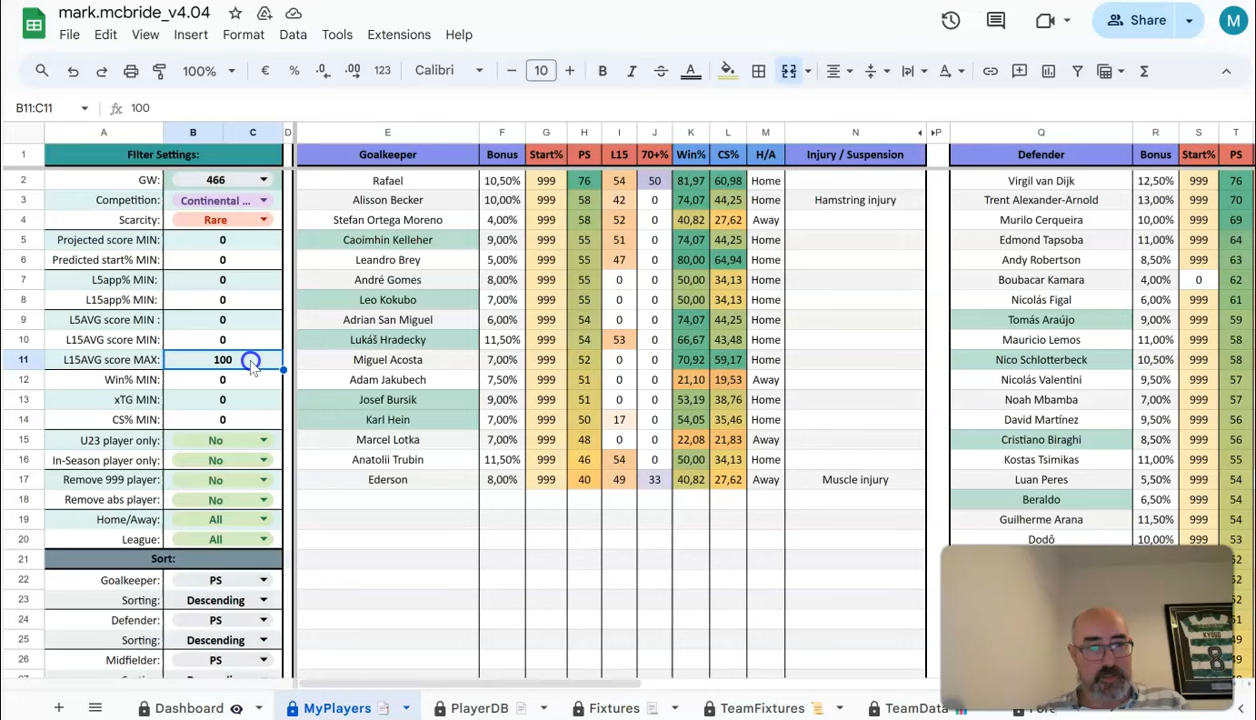 mark.mcbride_v4.04
File Edit View Insert Format Data Tools Extensions Help
Share
M
100% € % .0 .00 123 Calibri 10 B I A
B11:C11 fx 100
A B C D E F G H I J K L M N P Q R S T
1 Filter Settings: Goalkeeper Bonus Start% PS L15 70+% Win% CS% H/A Injury / Suspension Defender Bonus Start% PS
2 GW: 466 Rafael 10,50% 999 76 54 50 81,97 60,98 Home Virgil van Dijk 12,50% 999 76
3 Competition: Continental ... Alisson Becker 10,00% 999 58 42 0 74,07 44,25 Home Hamstring injury Trent Alexander-Arnold 13,00% 999 70
4 Scarcity: Rare Stefan Ortega Moreno 4,00% 999 58 52 0 40,82 27,62 Away Murilo Cerqueira 10,00% 999 69
5 Projected score MIN: 0 Caoimhin Kelleher 9,00% 999 55 51 0 74,07 44,25 Home Edmond Tapsoba 11,00% 999 64
6 Predicted start% MIN: 0 Leandro Brey 5,00% 999 55 47 0 80,00 64,94 Home Andy Robertson 8,50% 999 63
7 L5app% MIN: 0 André Gomes 8,00% 999 55 0 0 50,00 34,13 Home Boubacar Kamara 4,00% 0 62
8 L15app% MIN: 0 Leo Kokubo 7,00% 999 55 0 0 50,00 34,13 Home Nicolás Figal 6,00% 999 61
9 L5AVG score MIN : 0 Adrian San Miguel 6,00% 999 54 0 0 74,07 44,25 Home Tomás Araújo 9,00% 999 59
10 L15AVG score MIN: 0 Lukáš Hradecky 11,50% 999 54 53 0 66,67 43,48 Home Mauricio Lemos 11,00% 999 58
11 L15AVG score MAX: 100 Miguel Acosta 7,00% 999 52 0 0 70,92 59,17 Home Nico Schlotterbeck 10,50% 999 58
12 Win% MIN: 0 Adam Jakubech 7,50% 999 51 0 0 21,10 19,53 Away Nicolás Valentini 9,50% 999 57
13 xTG MIN: 0 Josef Bursik 9,00% 999 51 0 0 53,19 38,76 Home Noah Mbamba 7,00% 999 57
14 CS% MIN: 0 Karl Hein 7,00% 999 50 17 0 54,05 35,46 Home David Martínez 9,50% 999 56
15 U23 player only: No Marcel Lotka 7,00% 999 48 0 0 22,08 21,83 Away Cristiano Biraghi 8,50% 999 56
16 In-Season player only: No Anatolii Trubin 11,50% 999 46 54 0 50,00 34,13 Home Kostas Tsimikas 11,00% 999 55
17 Remove 999 player: No Ederson 8,00% 999 40 49 33 40,82 27,62 Away Muscle injury Luan Peres 5,50% 999 54
18 Remove abs player: No Beraldo 6,50% 999 54
19 Home/Away: All Guilherme Arana 11,50% 999 54
20 League: All Dodô 10,00% 999 53
21 Sort:
22 Goalkeeper: PS
23 Sorting: Descending
24 Defender: PS
25 Sorting: Descending
26 Midfielder: PS
KYOGO
8
Dashboard MyPlayers PlayerDB Fixtures TeamFixtures TeamData